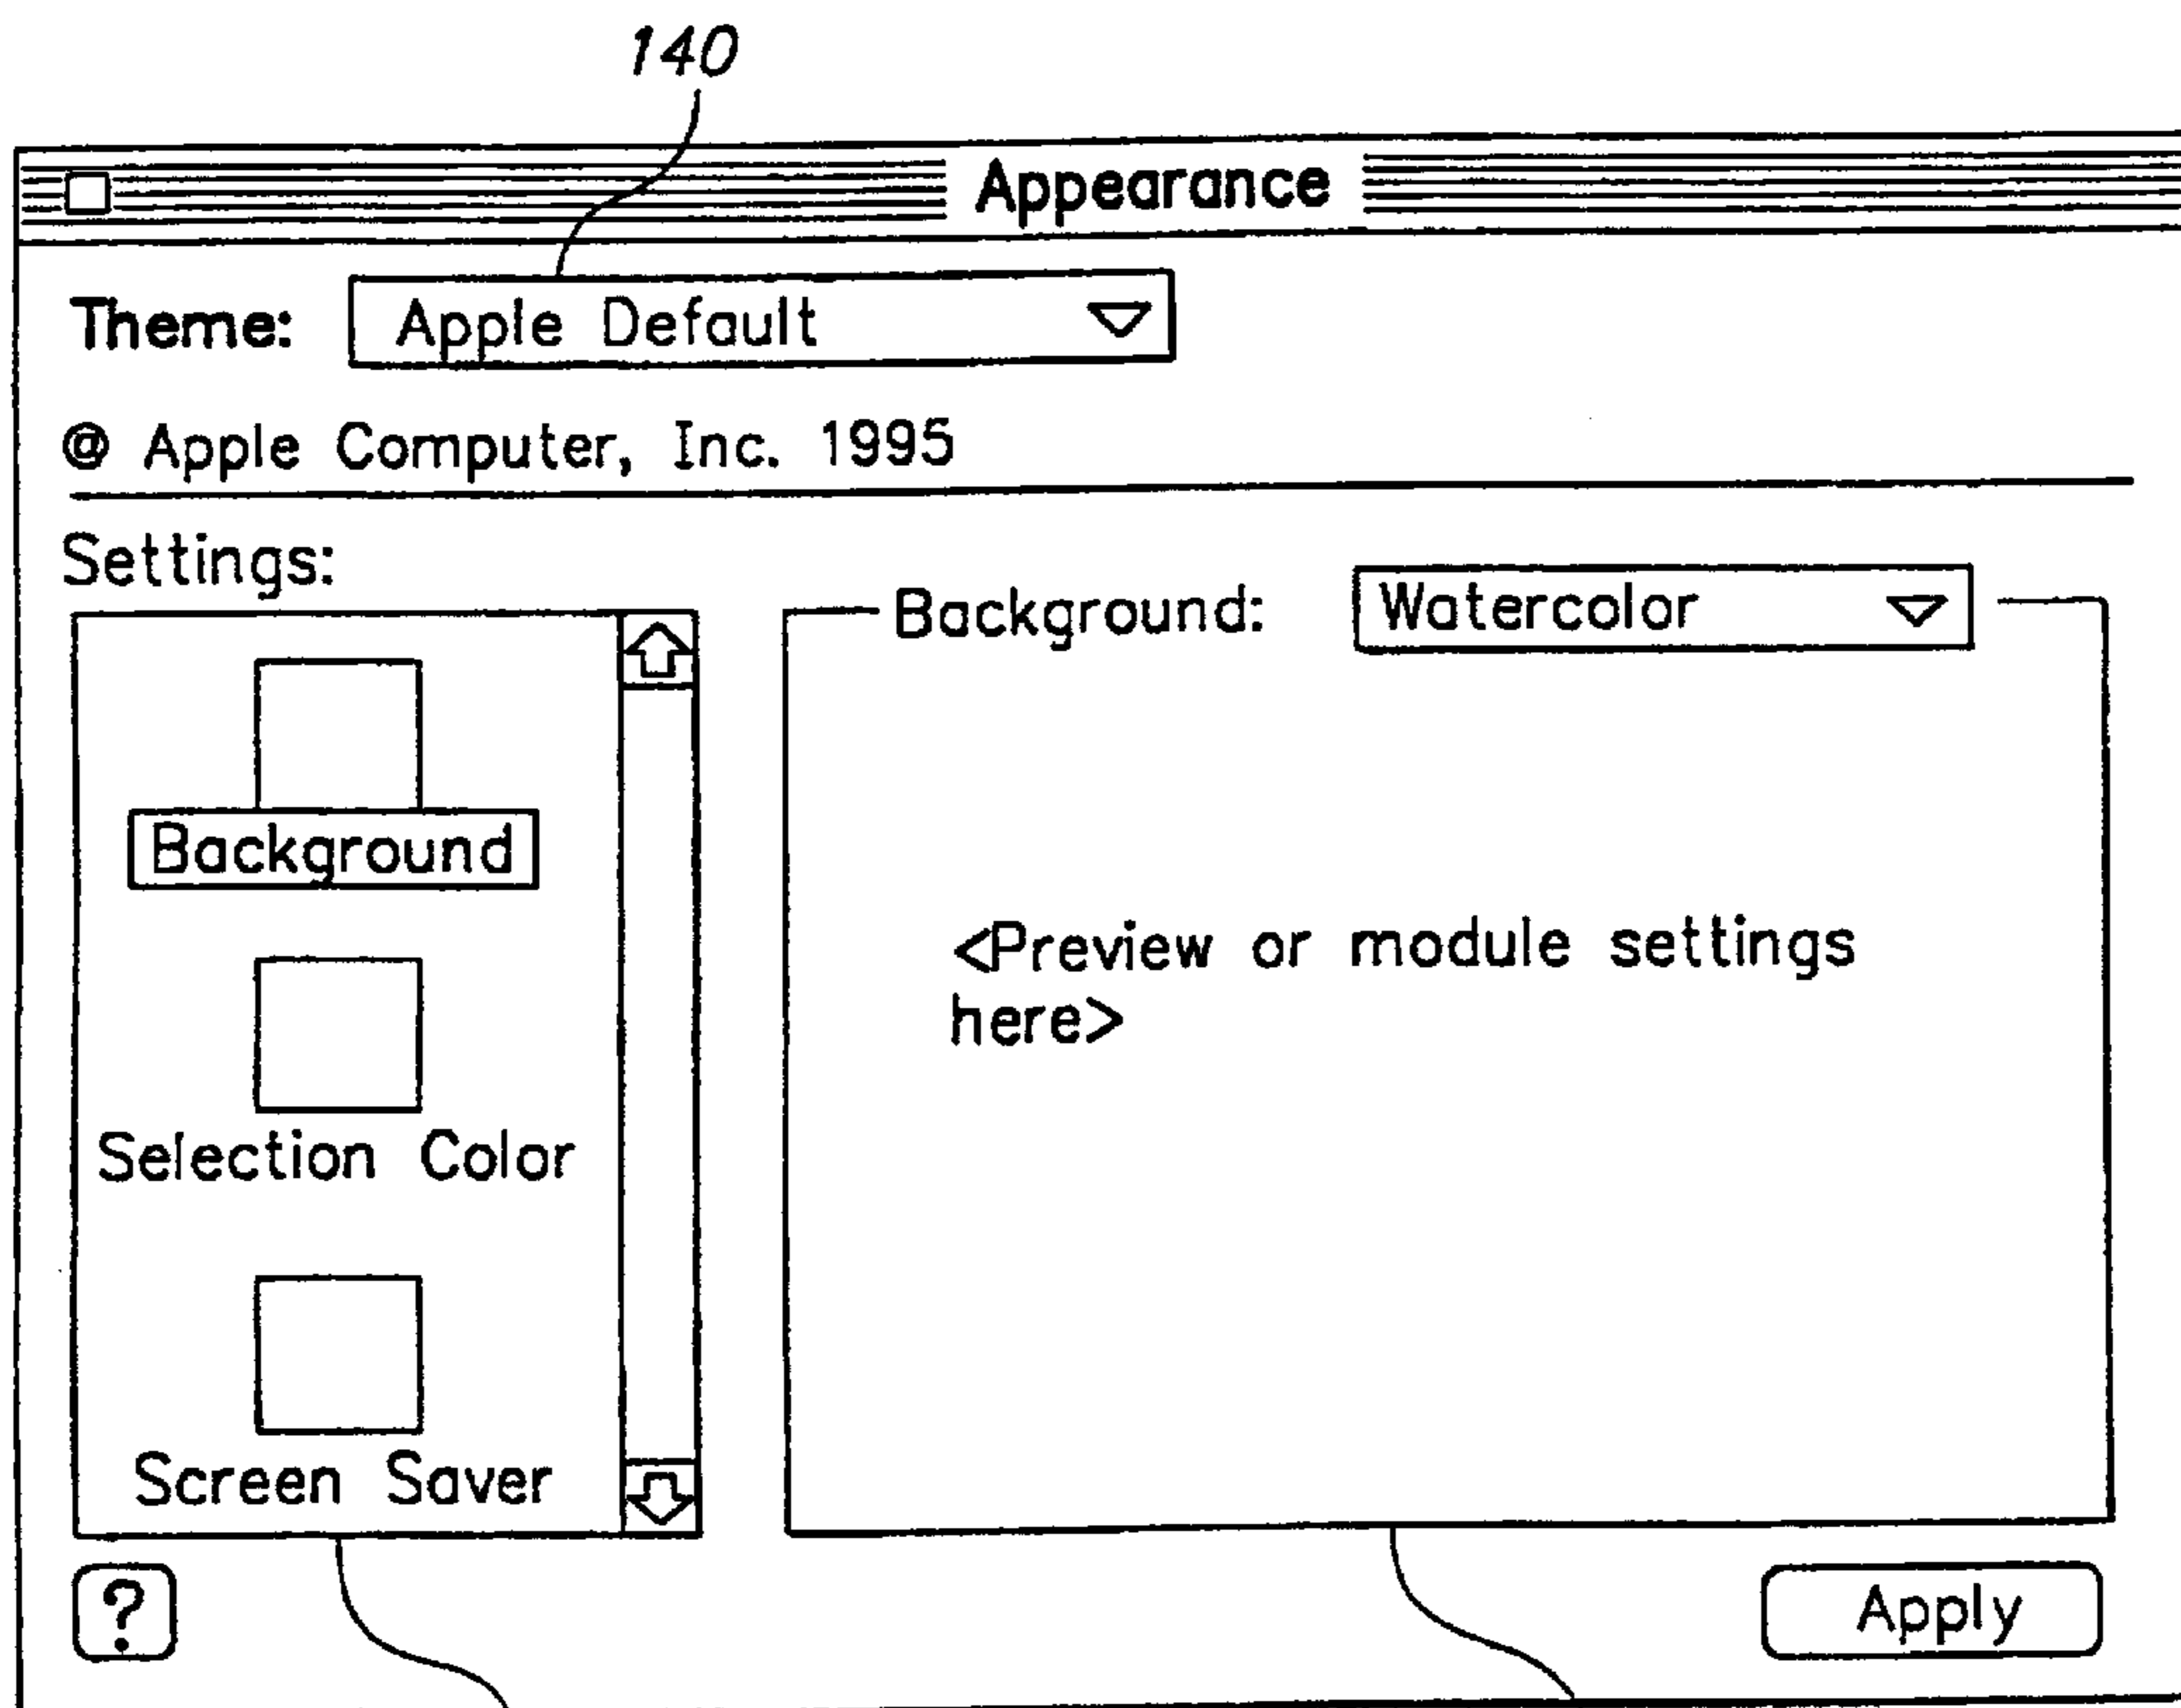 140
Appearance
Theme: Apple Default
@ Apple Computer, Inc. 1995
Settings:
Background: Watercolor
Background
<Preview or module settings
here>
Selection Color
Screen Saver
?
Apply